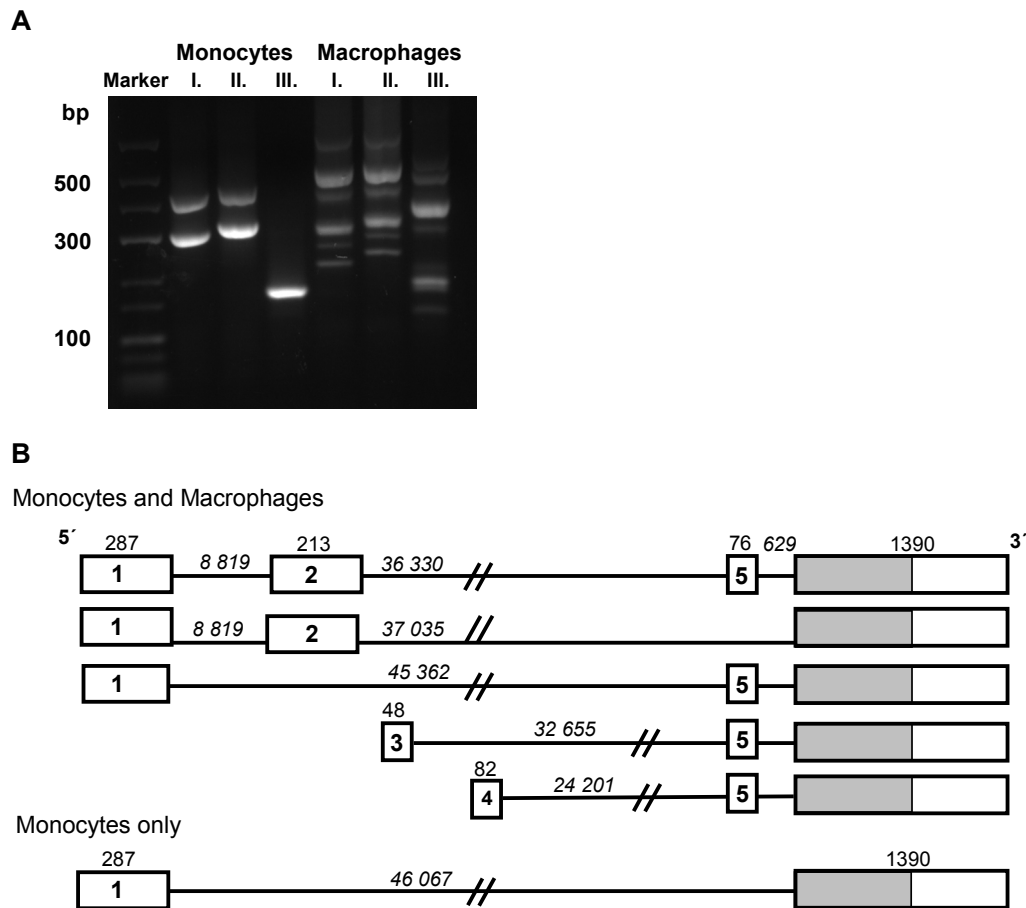 A
Monocytes Macrophages
Marker I. II. III. I. II. III.
bp
500
300
100
B
Monocytes and Macrophages
5´ 287 8 819 213 36 330 76 629 1390 3´
1 2 5
1 8 819 2 37 035
1 45 362 5
48
3 32 655 5
82
4 24 201 5
Monocytes only
287 1390
1 46 067